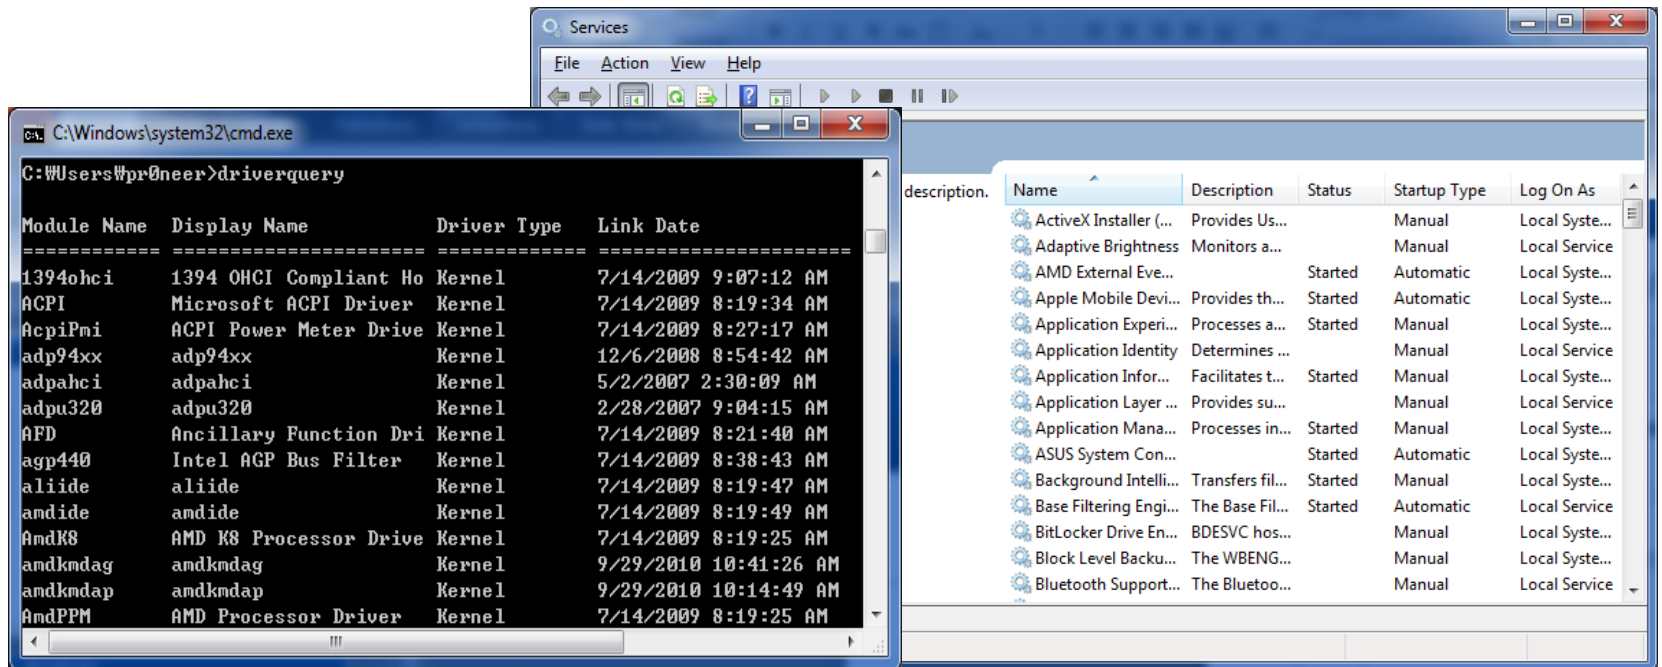 Services
File Action View Help
C:\Windows\system32\cmd.exe
C:₩Users₩pr0neer>driverquery
Module Name Display Name Driver Type Link Date
============ ====================== ============= ======================
1394ohci 1394 OHCI Compliant Ho Kernel 7/14/2009 9:07:12 AM
ACPI Microsoft ACPI Driver Kernel 7/14/2009 8:19:34 AM
AcpiPmi ACPI Power Meter Drive Kernel 7/14/2009 8:27:17 AM
adp94xx adp94xx Kernel 12/6/2008 8:54:42 AM
adpahci adpahci Kernel 5/2/2007 2:30:09 AM
adpu320 adpu320 Kernel 2/28/2007 9:04:15 AM
AFD Ancillary Function Dri Kernel 7/14/2009 8:21:40 AM
agp440 Intel AGP Bus Filter Kernel 7/14/2009 8:38:43 AM
aliide aliide Kernel 7/14/2009 8:19:47 AM
amdide amdide Kernel 7/14/2009 8:19:49 AM
AmdK8 AMD K8 Processor Drive Kernel 7/14/2009 8:19:25 AM
amdkmdag amdkmdag Kernel 9/29/2010 10:41:26 AM
amdkmdap amdkmdap Kernel 9/29/2010 10:14:49 AM
AmdPPM AMD Processor Driver Kernel 7/14/2009 8:19:25 AM
description.
Name Description Status Startup Type Log On As
ActiveX Installer (... Provides Us... Manual Local Syste...
Adaptive Brightness Monitors a... Manual Local Service
AMD External Eve... Started Automatic Local Syste...
Apple Mobile Devi... Provides th... Started Automatic Local Syste...
Application Experi... Processes a... Started Manual Local Syste...
Application Identity Determines ... Manual Local Service
Application Infor... Facilitates t... Started Manual Local Syste...
Application Layer ... Provides su... Manual Local Service
Application Mana... Processes in... Started Manual Local Syste...
ASUS System Con... Started Automatic Local Syste...
Background Intelli... Transfers fil... Started Manual Local Syste...
Base Filtering Engi... The Base Fil... Started Automatic Local Service
BitLocker Drive En... BDESVC hos... Manual Local Syste...
Block Level Backu... The WBENG... Manual Local Syste...
Bluetooth Support... The Bluetoo... Manual Local Service